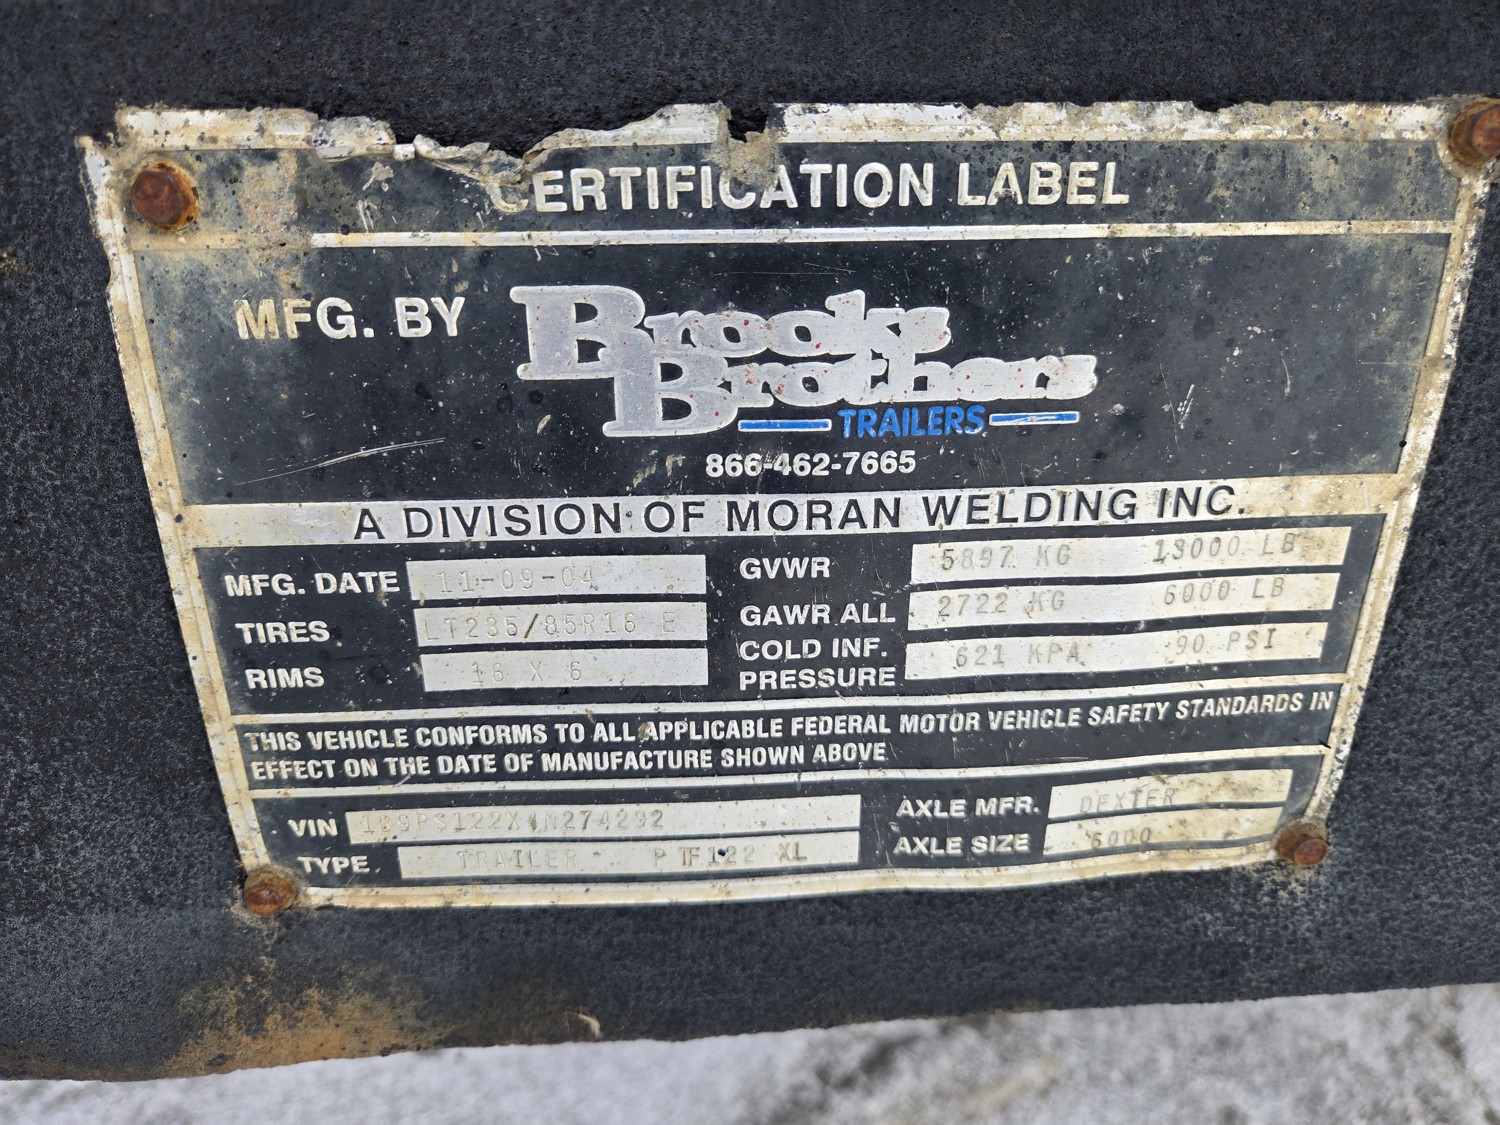 CERTIFICATION LABEL
MFG. BY Brooks Brothers
TRAILERS
866-462-7665
A DIVISION OF MORAN WELDING INC.
MFG. DATE 11-09-04 GVWR 5897 KG 13000 LB
TIRES LT235/85R16 E GAWR ALL 2722 KG 6000 LB
RIMS 16 X 6 COLD INF. PRESSURE 621 KPA 90 PSI
THIS VEHICLE CONFORMS TO ALL APPLICABLE FEDERAL MOTOR VEHICLE SAFETY STANDARDS IN
EFFECT ON THE DATE OF MANUFACTURE SHOWN ABOVE
VIN AXLE MFR. DEXTER
TYPE TRAILER XL AXLE SIZE 6000